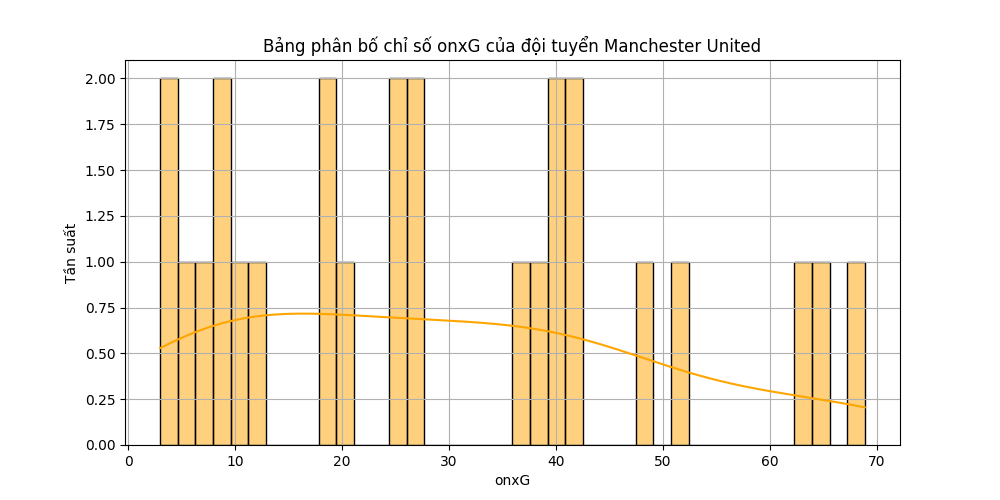 Bảng phân bố chỉ số onxG của đội tuyển Manchester United
2.00
1.75
1.50
1.25
1.00
0.75
0.50
0.25
0.00
Tần suất
0 10 20 30 40 50 60 70
onxG